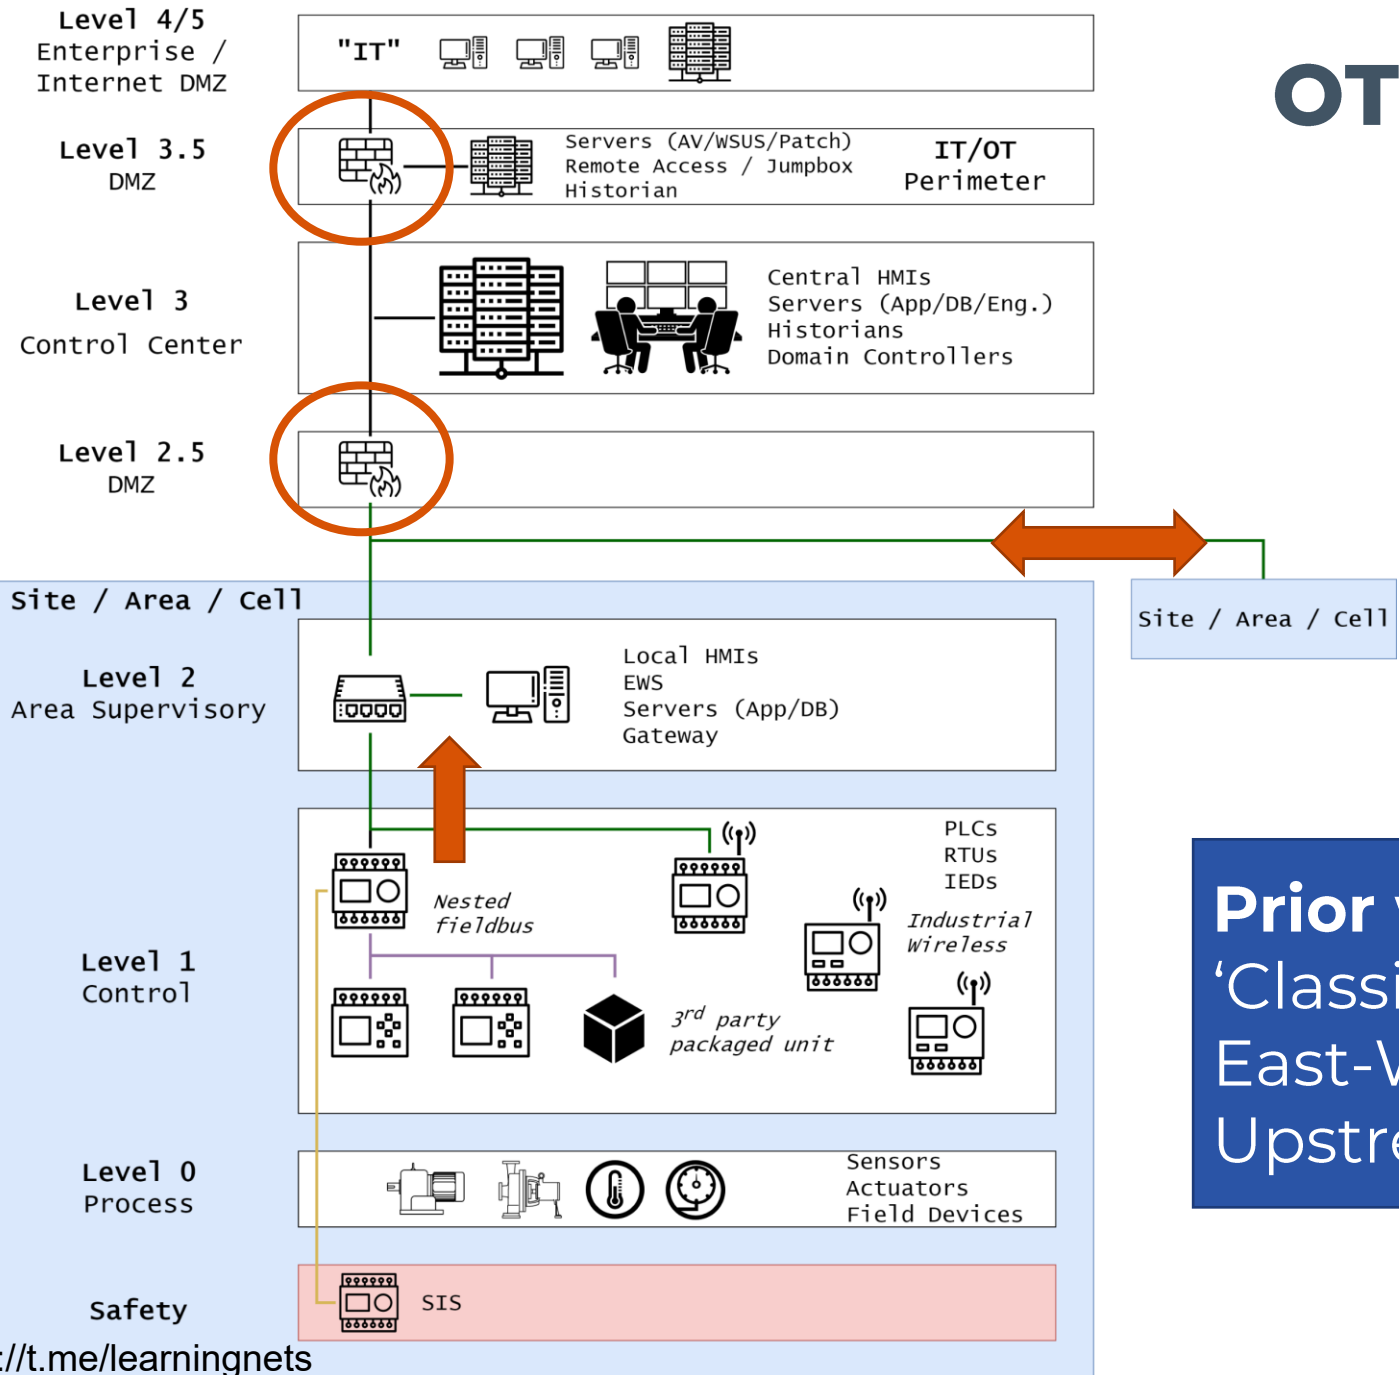 OT
Level 4/5
Enterprise /
Internet DMZ
"IT"
Level 3.5
DMZ
Servers (AV/WSUS/Patch)
Remote Access / Jumpbox
Historian
IT/OT
Perimeter
Level 3
Control Center
Central HMIs
Servers (App/DB/Eng.)
Historians
Domain Controllers
Level 2.5
DMZ
Site / Area / Cell
Site / Area / Cell
Level 2
Area Supervisory
Local HMIs
EWS
Servers (App/DB)
Gateway
Level 1
Control
Nested
fieldbus
PLCs
RTUs
IEDs
Industrial
Wireless
3rd party
packaged unit
Prior
‘Classi
East-
Upstre
Level 0
Process
Sensors
Actuators
Field Devices
Safety
SIS
://t.me/learningnets